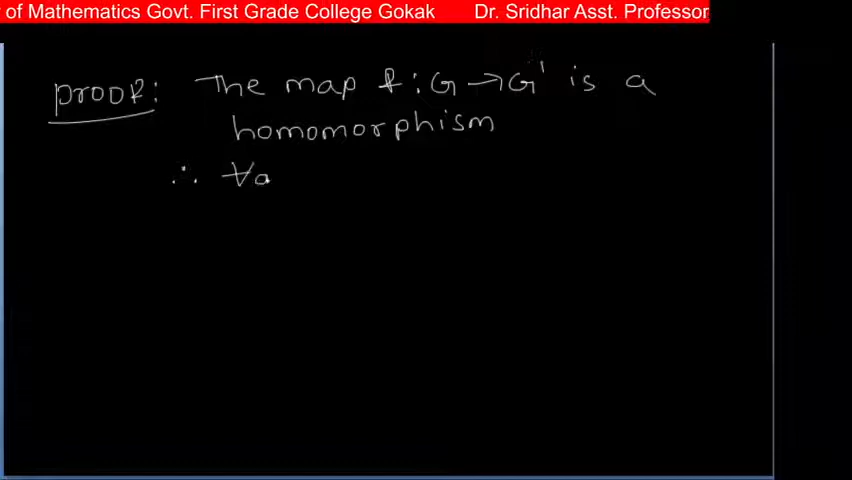 of Mathematics Govt. First Grade College Gokak Dr. Sridhar Asst. Professor
Proof: The map f: G → G' is a
homomorphism
∴ ∀a